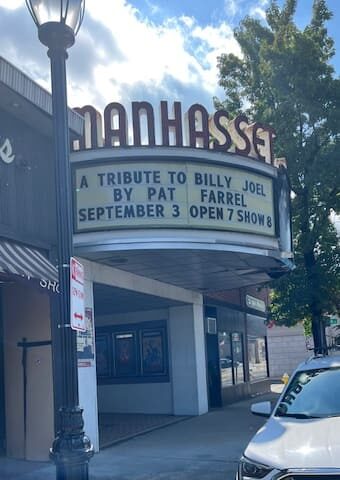 MANHASSET
A TRIBUTE TO BILLY JOEL
BY PAT FARREL
SEPTEMBER 3 OPEN 7 SHOW 8